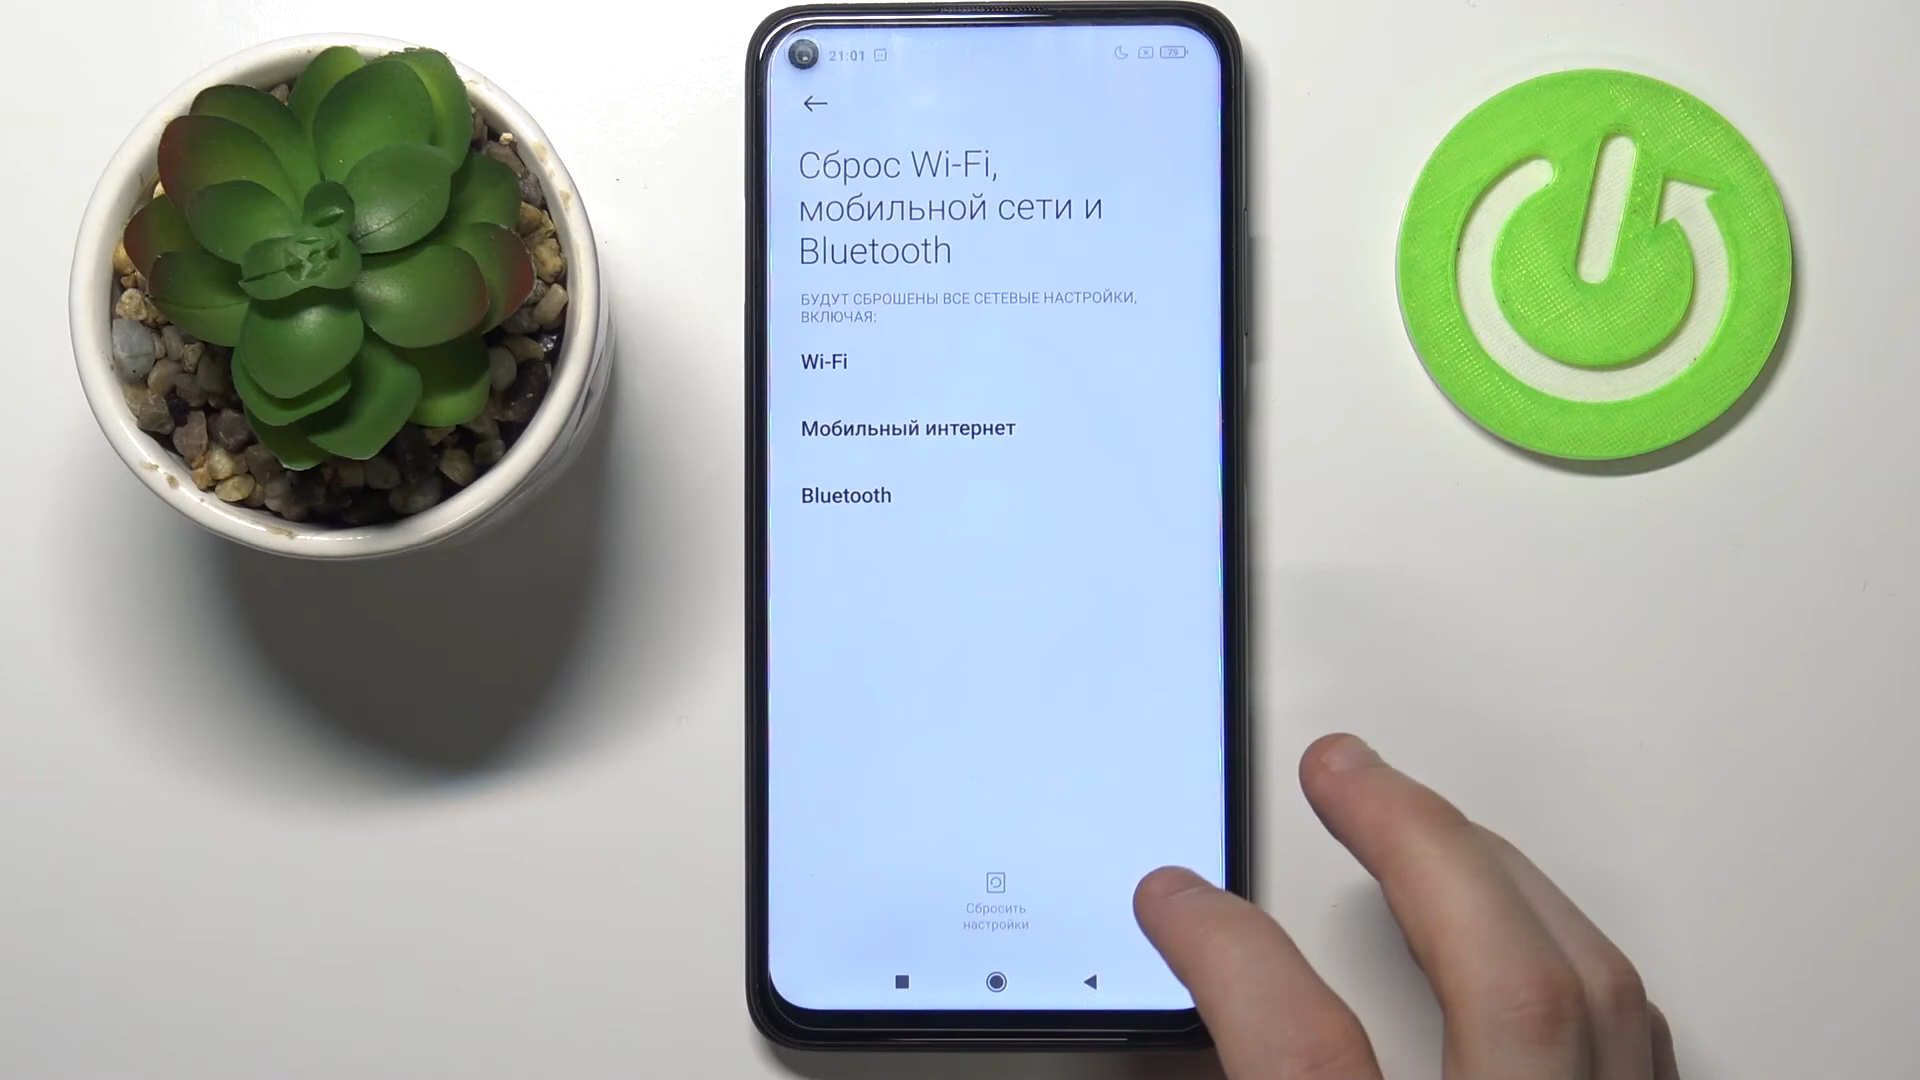 21:01
79
Сброс Wi-Fi,
мобильной сети и
Bluetooth
БУДУТ СБРОШЕНЫ ВСЕ СЕТЕВЫЕ НАСТРОЙКИ,
ВКЛЮЧАЯ:
Wi-Fi
Мобильный интернет
Bluetooth
Сбросить
настройки